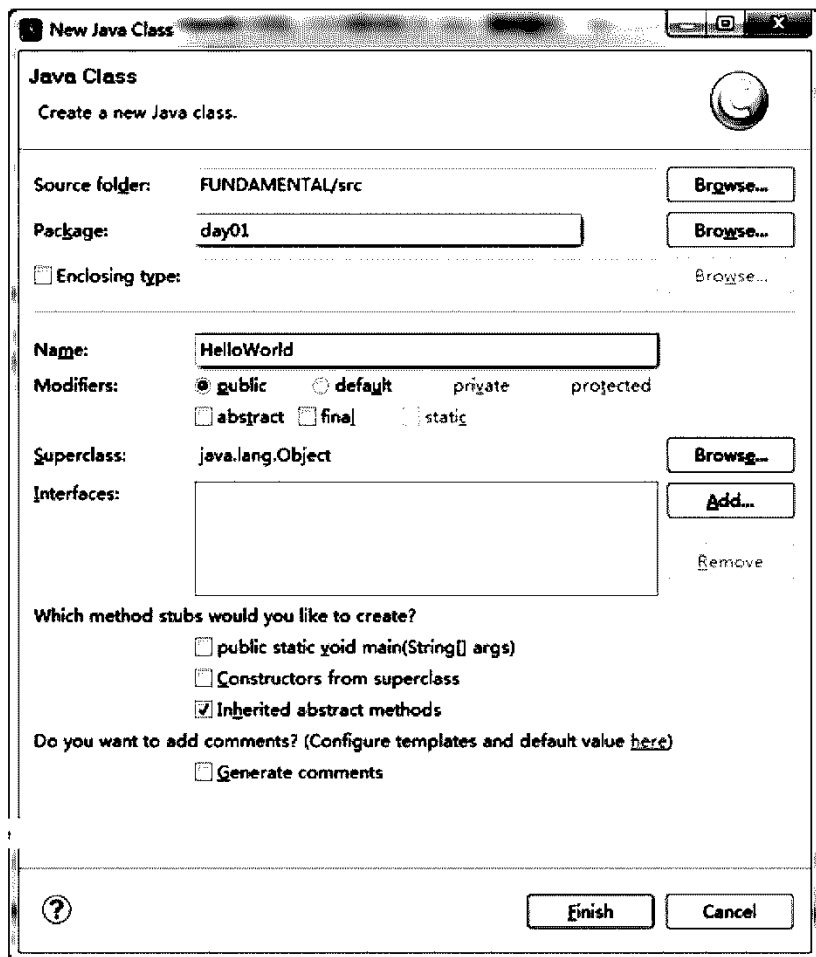 New Java Class
Java Class
Create a new Java class.
Source folder: FUNDAMENTAL/src Browse...
Package: day01 Browse...
Enclosing type: Browse...
Name: HelloWorld
Modifiers: public default private protected
abstract final static
Superclass: java.lang.Object Browse...
Interfaces: Add...
Remove
Which method stubs would you like to create?
public static void main(String[] args)
Constructors from superclass
Inherited abstract methods
Do you want to add comments? (Configure templates and default value here)
Generate comments
? Finish Cancel